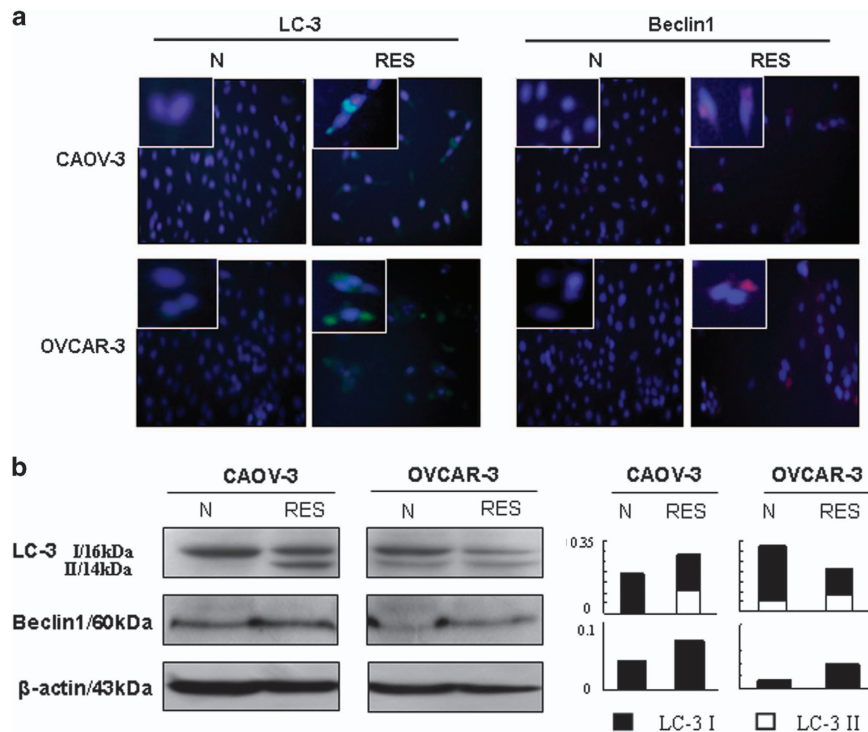 a
LC-3 Beclin1
N RES N RES
CAOV-3
OVCAR-3
b
CAOV-3 OVCAR-3 CAOV-3 OVCAR-3
N RES N RES N RES N RES
LC-3 I/16kDa
II/14kDa
Beclin1/60kDa
β-actin/43kDa
0.35
0
0.1
0
LC-3 I LC-3 II